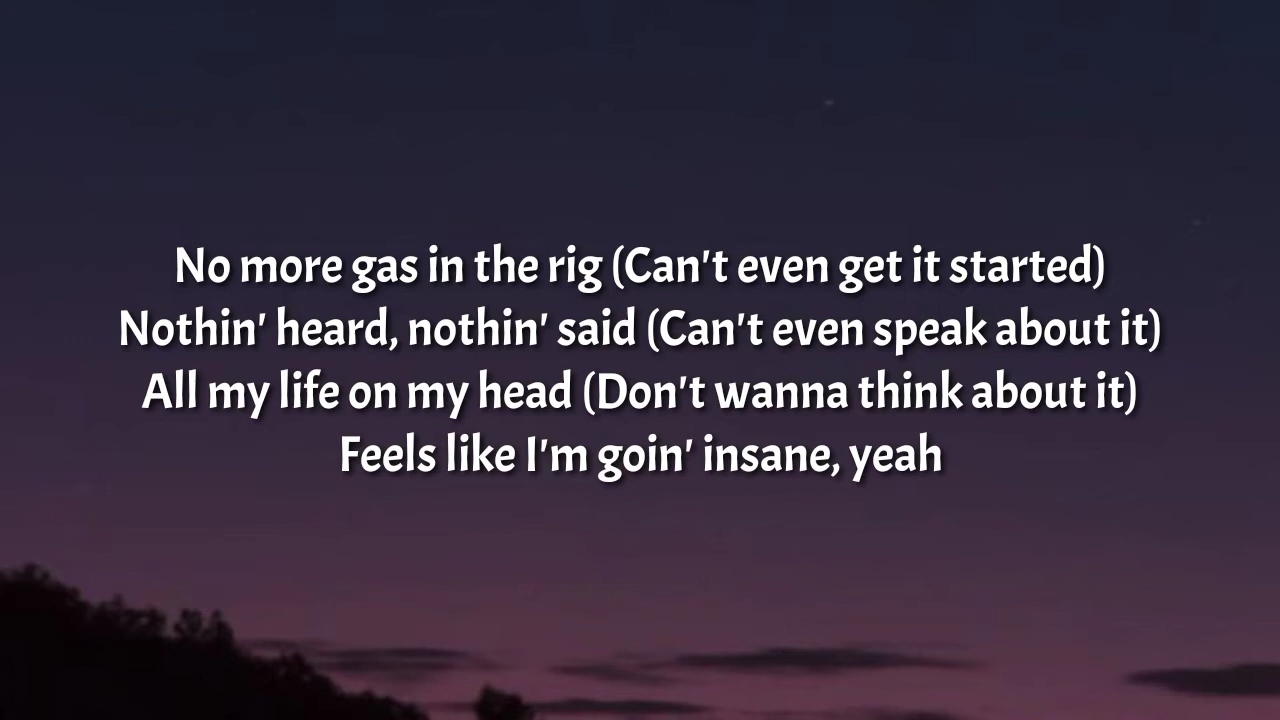 No more gas in the rig (Can't even get it started)
Nothin' heard, nothin' said (Can't even speak about it)
All my life on my head (Don't wanna think about it)
Feels like I'm goin' insane, yeah